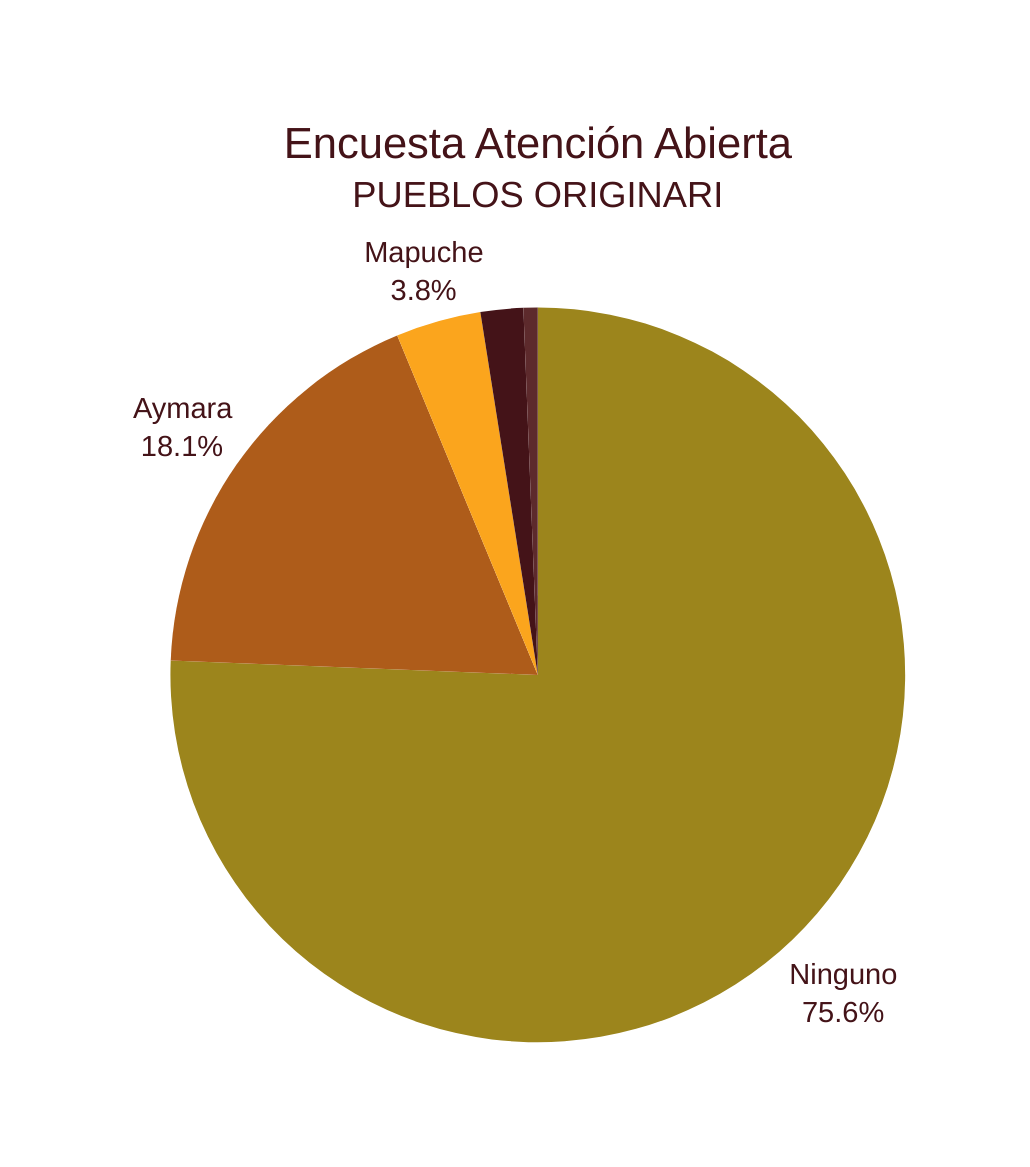 Encuesta Atención Abierta
PUEBLOS ORIGINARI
Mapuche
3.8%
Aymara
18.1%
Ninguno
75.6%